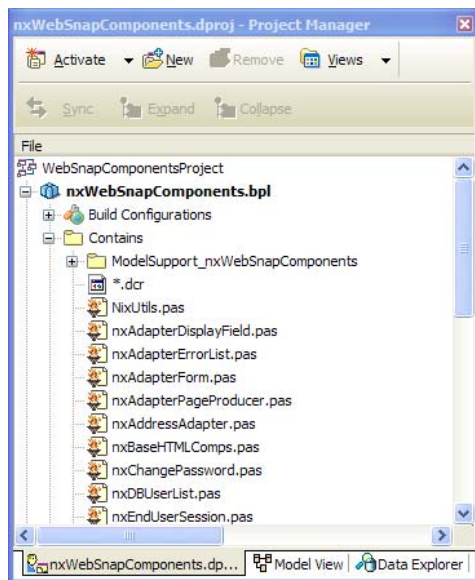 nxWebSnapComponents.dproj - Project Manager
Activate New Remove Views
Sync Expand Collapse
File
WebSnapComponentsProject
nxWebSnapComponents.bpl
Build Configurations
Contains
ModelSupport_nxWebSnapComponents
*.dcr
NixUtils.pas
nxAdapterDisplayField.pas
nxAdapterErrorList.pas
nxAdapterForm.pas
nxAdapterPageProducer.pas
nxAddressAdapter.pas
nxBaseHTMLComps.pas
nxChangePassword.pas
nxDBUserList.pas
nxEndUserSession.pas
nxWebSnapComponents.dp... Model View Data Explorer